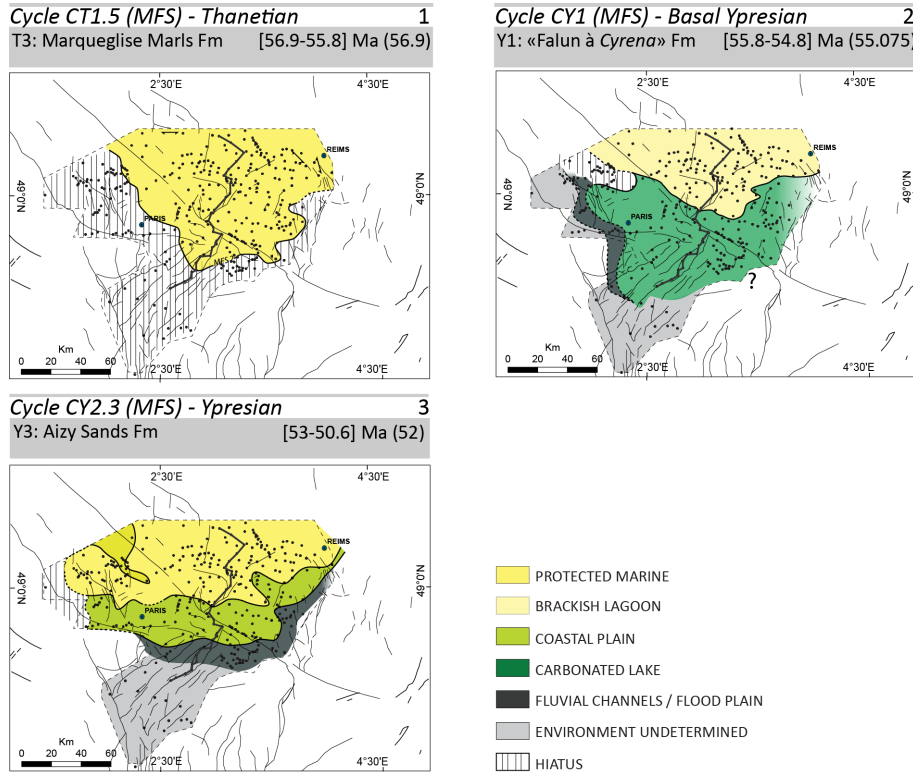 Cycle CT1.5 (MFS) - Thanetian 1
T3: Marqueglise Marls Fm [56.9-55.8] Ma (56.9)
2°30'E 4°30'E
REIMS
49°0'N
49°0'N
PARIS
MFS
Km
0 20 40 60
2°30'E 4°30'E
Cycle CY1 (MFS) - Basal Ypresian 2
Y1: «Falun à Cyrena» Fm [55.8-54.8] Ma (55.075)
2°30'E 4°30'E
REIMS
49°0'N
49°0'N
PARIS
?
Km
0 20 40 60
2°30'E 4°30'E
Cycle CY2.3 (MFS) - Ypresian 3
Y3: Aizy Sands Fm [53-50.6] Ma (52)
2°30'E 4°30'E
REIMS
49°0'N
49°0'N
PARIS
Km
0 20 40 60
2°30'E 4°30'E
PROTECTED MARINE
BRACKISH LAGOON
COASTAL PLAIN
CARBONATED LAKE
FLUVIAL CHANNELS / FLOOD PLAIN
ENVIRONMENT UNDETERMINED
HIATUS